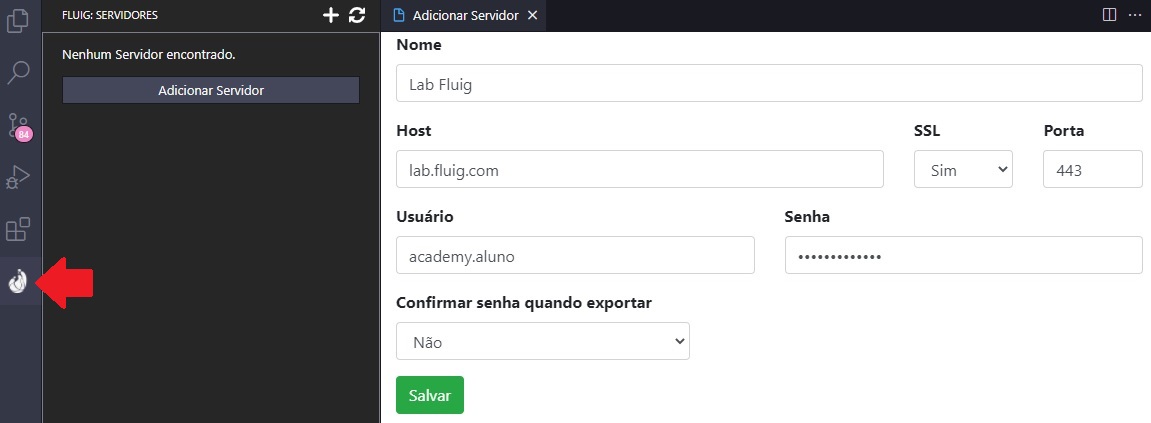 FLUIG: SERVIDORES
Nenhum Servidor encontrado.
Adicionar Servidor
84
Adicionar Servidor
Nome
Lab Fluig
Host SSL Porta
lab.fluig.com Sim 443
Usuário Senha
academy.aluno •••••••••••••
Confirmar senha quando exportar
Não
Salvar